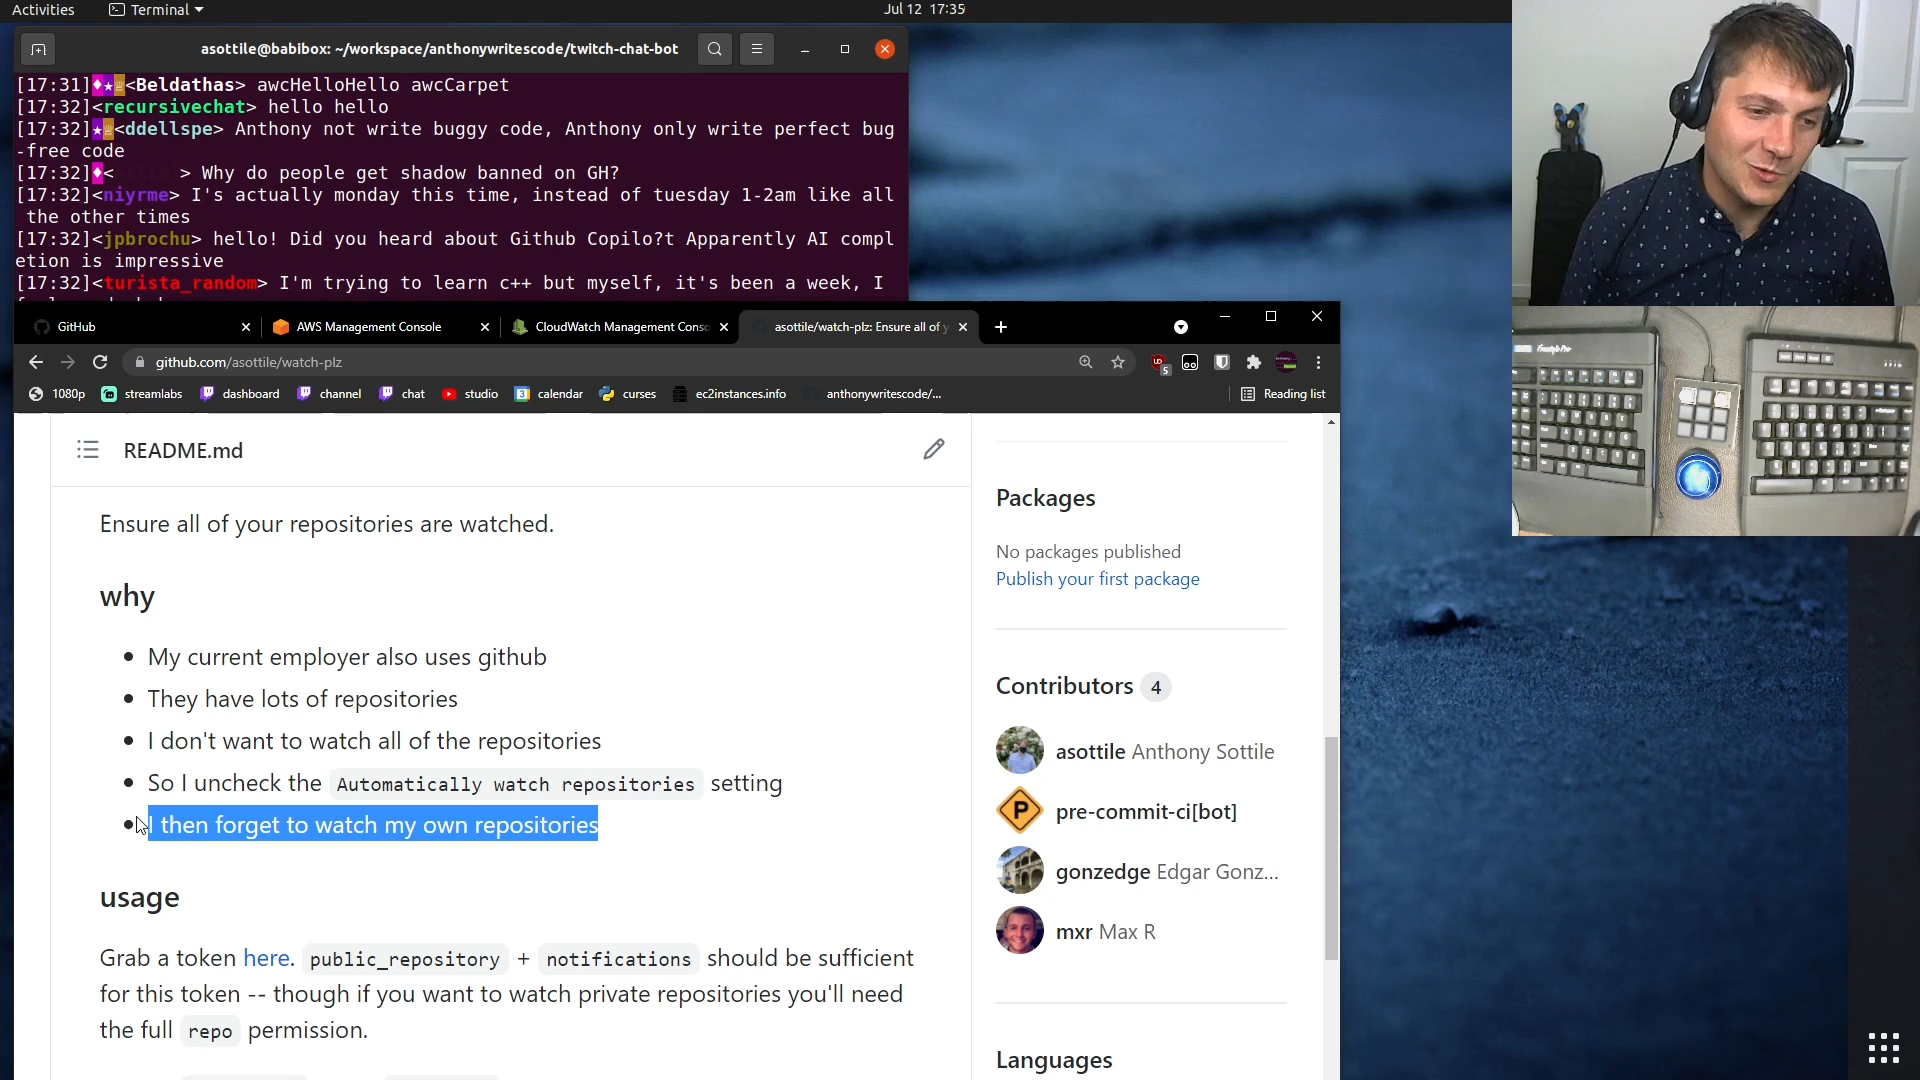 Activities
Terminal
Jul 12 17:35
asottile@babibox: ~/workspace/anthonywritescode/twitch-chat-bot
[17:31]<Beldathas> awcHelloHello awcCarpet
[17:32]<recursivechat> hello hello
[17:32]<ddellspe> Anthony not write buggy code, Anthony only write perfect bug
-free code
[17:32]< > Why do people get shadow banned on GH?
[17:32]<niyrme> I's actually monday this time, instead of tuesday 1-2am like all
the other times
[17:32]<jpbrochu> hello! Did you heard about Github Copilo?t Apparently AI compl
etion is impressive
[17:32]<turista_random> I'm trying to learn c++ but myself, it's been a week, I
GitHub
AWS Management Console
CloudWatch Management Conso
asottile/watch-plz: Ensure all of y
github.com/asottile/watch-plz
5
1080p
streamlabs
dashboard
channel
chat
studio
calendar
curses
ec2instances.info
anthonywritescode/...
Reading list
README.md
Ensure all of your repositories are watched.
why
My current employer also uses github
They have lots of repositories
I don't want to watch all of the repositories
So I uncheck the Automatically watch repositories setting
I then forget to watch my own repositories
usage
Grab a token here. public_repository + notifications should be sufficient
for this token -- though if you want to watch private repositories you'll need
the full repo permission.
Packages
No packages published
Publish your first package
Contributors 4
asottile Anthony Sottile
pre-commit-ci[bot]
gonzedge Edgar Gonz...
mxr Max R
Languages